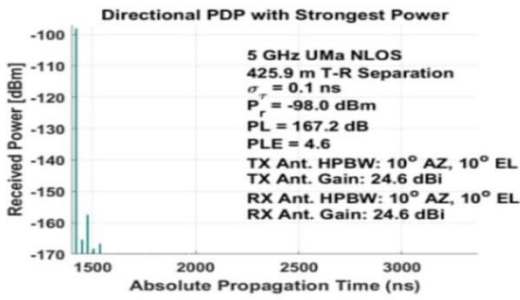 Directional PDP with Strongest Power
Received Power [dBm]
-100
-110
-120
-130
-140
-150
-160
-170
5 GHz UMa NLOS
425.9 m T-R Separation
στ = 0.1 ns
Pr = -98.0 dBm
PL = 167.2 dB
PLE = 4.6
TX Ant. HPBW: 10° AZ, 10° EL
TX Ant. Gain: 24.6 dBi
RX Ant. HPBW: 10° AZ, 10° EL
RX Ant. Gain: 24.6 dBi
1500 2000 2500 3000
Absolute Propagation Time (ns)